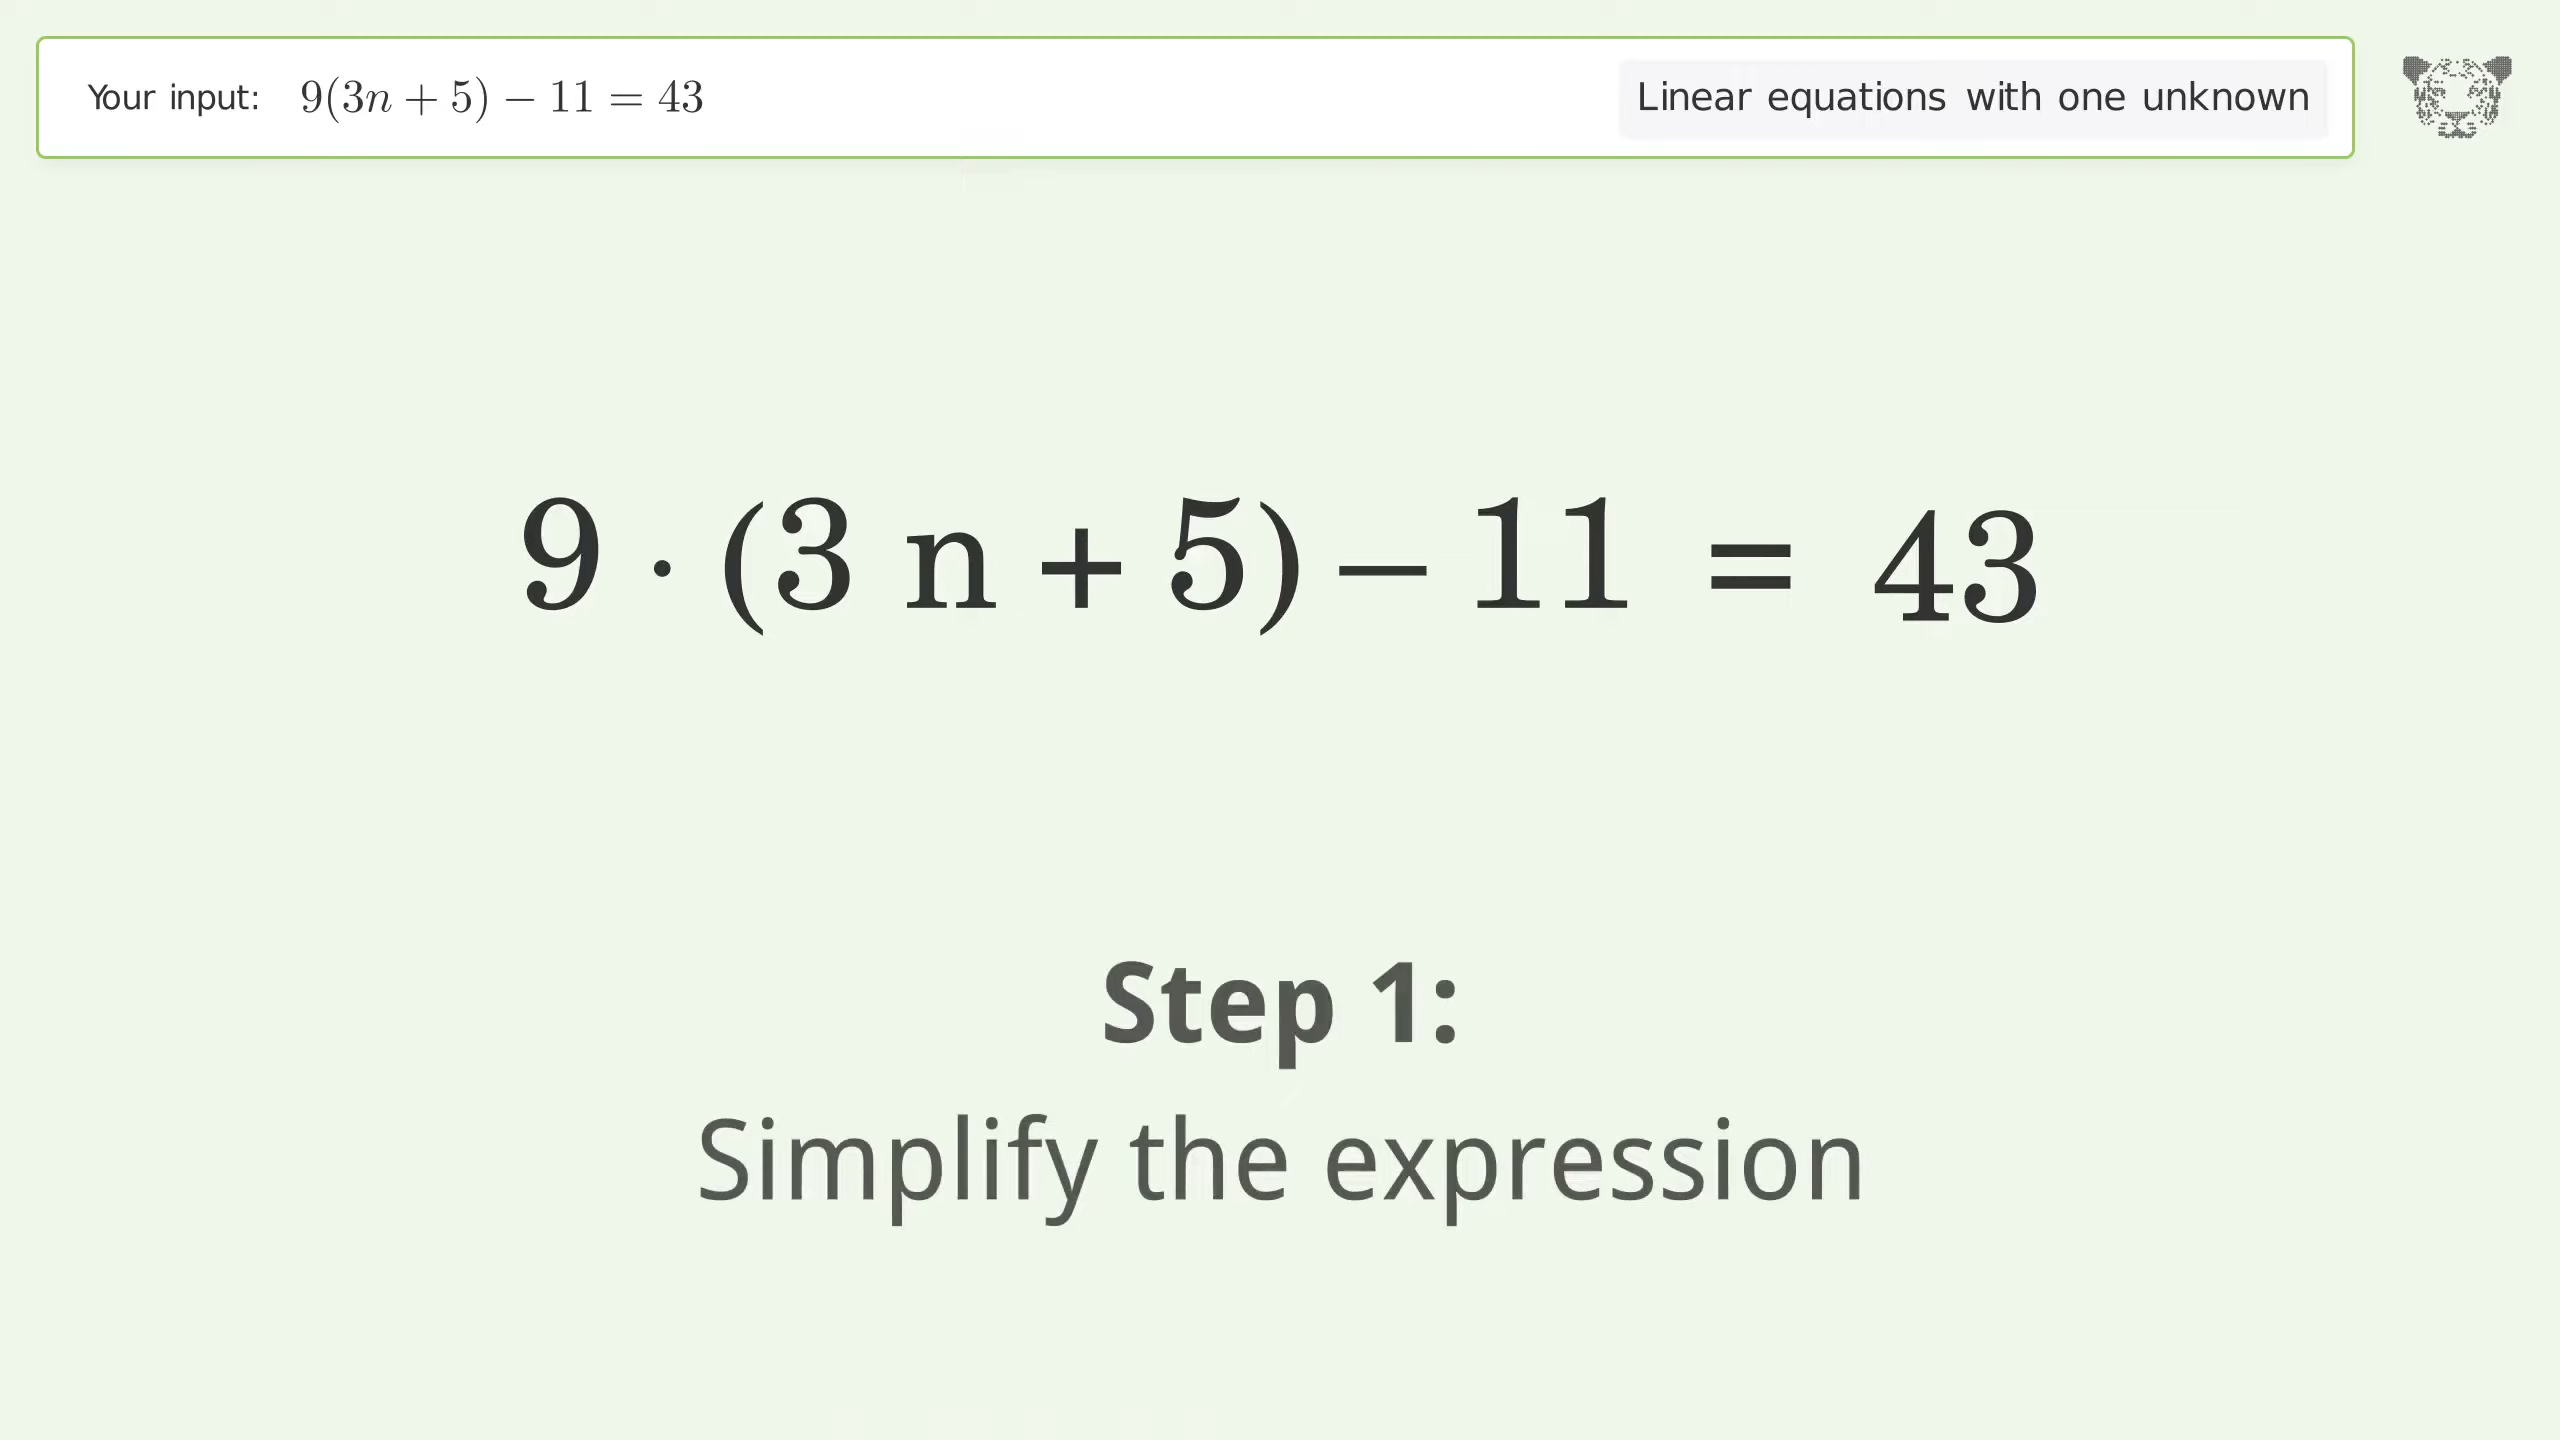 Your input: 9(3n + 5) − 11 = 43
Linear equations with one unknown
9 · (3 n + 5) − 11 = 43
Step 1:
Simplify the expression